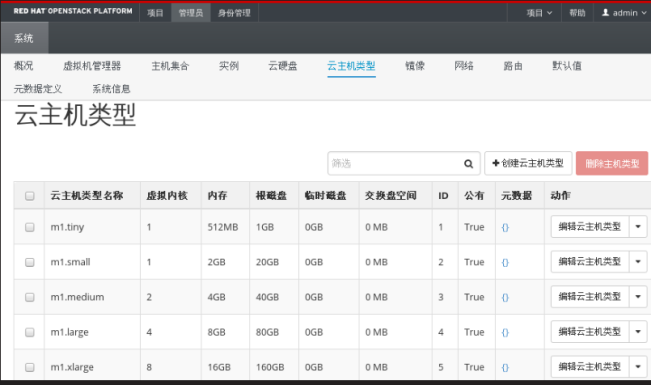 RED HAT OPENSTACK PLATFORM 项目 管理员 身份管理 项目 帮助 admin
系统
概况 虚拟机管理器 主机集合 实例 云硬盘 云主机类型 镜像 网络 路由 默认值
元数据定义 系统信息
云主机类型
筛选 +创建云主机类型 删除主机类型
云主机类型名称 虚拟内核 内存 根磁盘 临时磁盘 交换盘空间 ID 公有 元数据 动作
m1.tiny 1 512MB 1GB 0GB 0 MB 1 True {} 编辑云主机类型
m1.small 1 2GB 20GB 0GB 0 MB 2 True {} 编辑云主机类型
m1.medium 2 4GB 40GB 0GB 0 MB 3 True {} 编辑云主机类型
m1.large 4 8GB 80GB 0GB 0 MB 4 True {} 编辑云主机类型
m1.xlarge 8 16GB 160GB 0GB 0 MB 5 True {} 编辑云主机类型